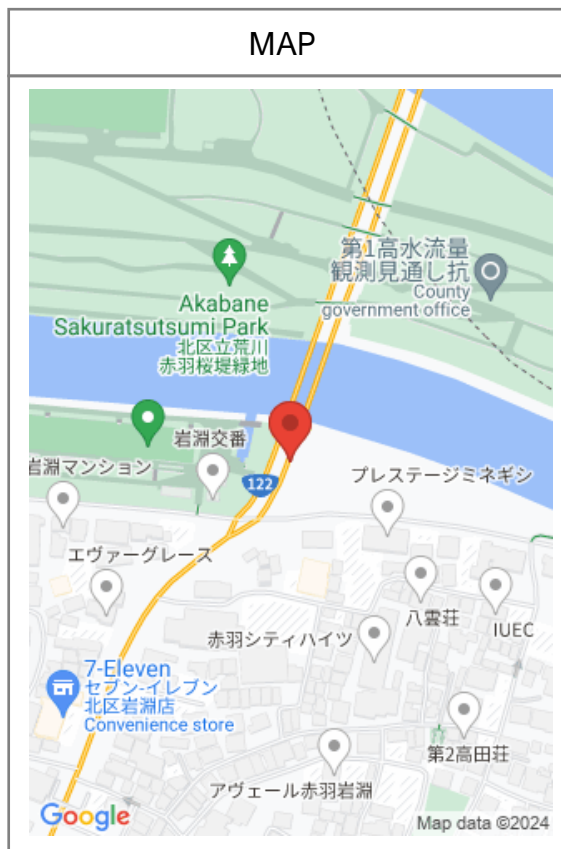 MAP
第1高水流量
観測見通し抗
County
government office
Akabane
Sakuratsutsumi Park
北区立荒川
赤羽桜堤緑地
岩淵交番
岩淵マンション
122
プレステージミネギシ
エヴァーグレース
八雲荘
IUEC
赤羽シティハイツ
7-Eleven
セブン-イレブン
北区岩淵店
Convenience store
第2高田荘
アヴェール赤羽岩淵
Google
Map data ©2024